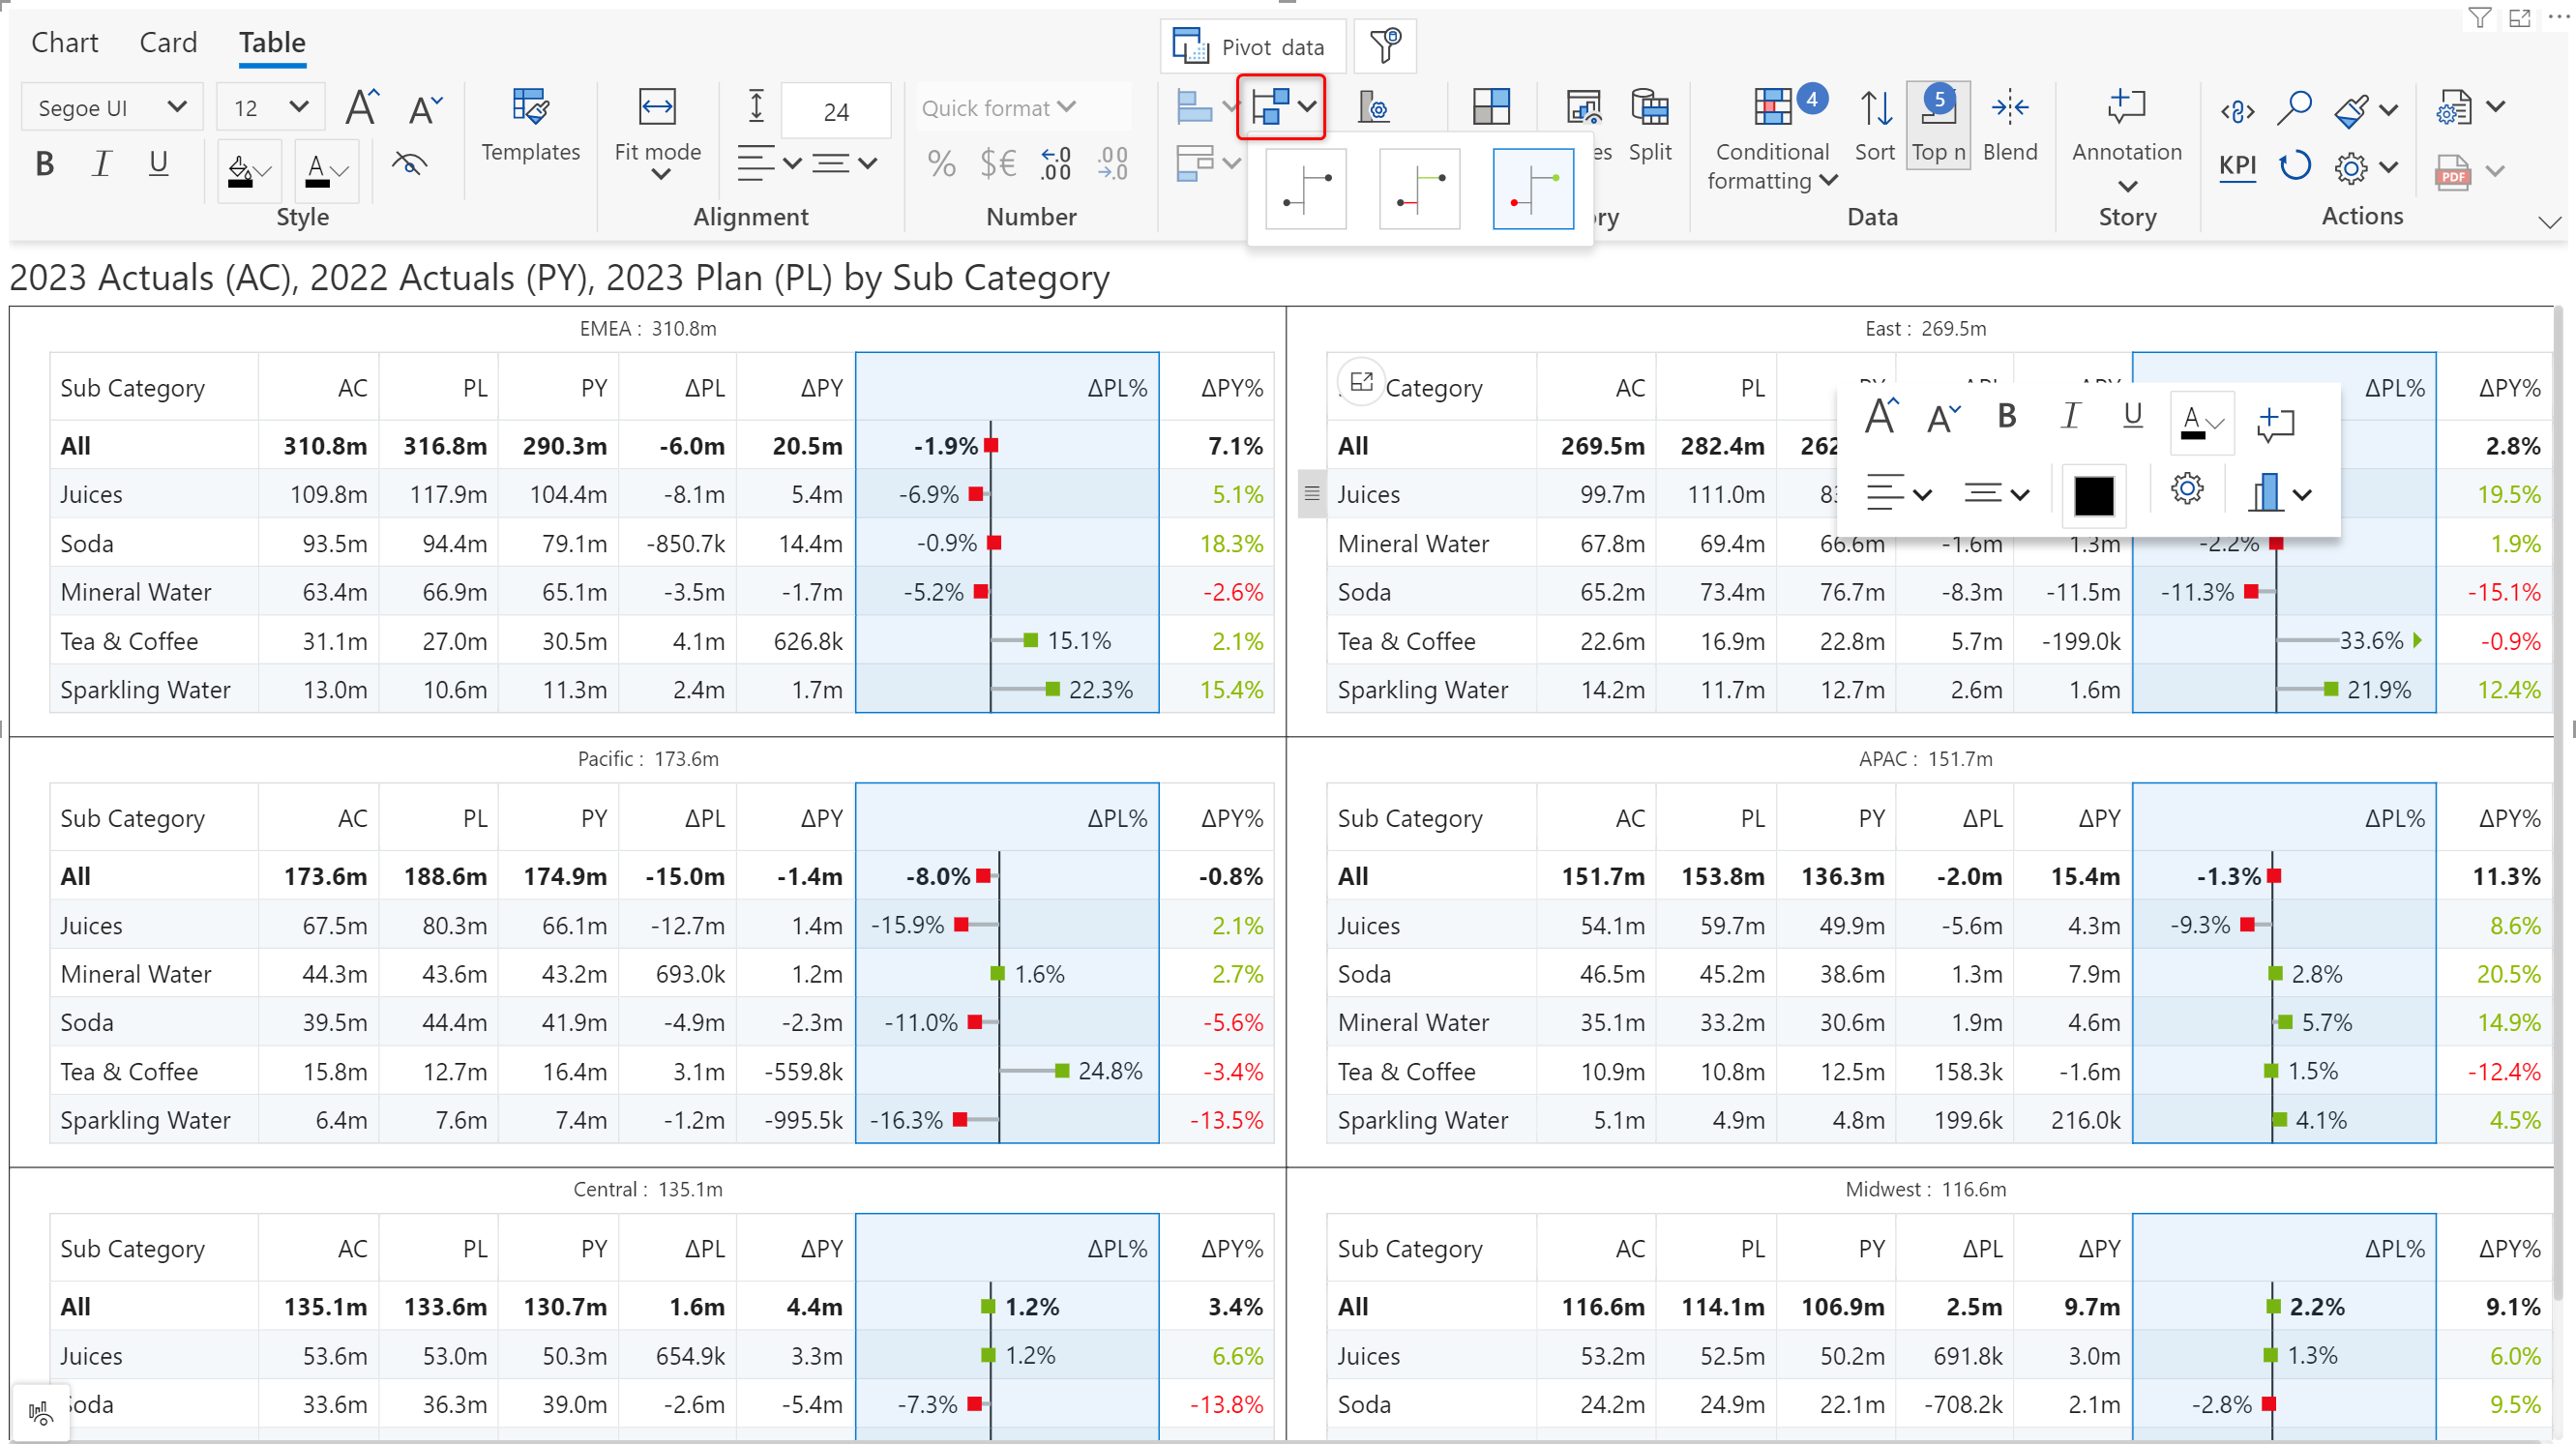 Chart Card Table
Pivot data
Segoe UI 12
24
Quick format
4
5
B I U A
Templates
Fit mode
% $€ ←.0 .00 .00 →.0
es Split
Conditional formatting
Sort
Top n
Blend
Annotation
KPI
PDF
Style Alignment Number ry Data Story Actions
2023 Actuals (AC), 2022 Actuals (PY), 2023 Plan (PL) by Sub Category
EMEA : 310.8m
Sub Category AC PL PY ΔPL ΔPY ΔPL% ΔPY%
All 310.8m 316.8m 290.3m -6.0m 20.5m -1.9% 7.1%
Juices 109.8m 117.9m 104.4m -8.1m 5.4m -6.9% 5.1%
Soda 93.5m 94.4m 79.1m -850.7k 14.4m -0.9% 18.3%
Mineral Water 63.4m 66.9m 65.1m -3.5m -1.7m -5.2% -2.6%
Tea & Coffee 31.1m 27.0m 30.5m 4.1m 626.8k 15.1% 2.1%
Sparkling Water 13.0m 10.6m 11.3m 2.4m 1.7m 22.3% 15.4%
East : 269.5m
Category AC PL ΔPL% ΔPY%
A A B I U A
All 269.5m 282.4m 262 2.8%
Juices 99.7m 111.0m 19.5%
Mineral Water 67.8m 69.4m 66.6m -1.6m 1.3m -2.2% 1.9%
Soda 65.2m 73.4m 76.7m -8.3m -11.5m -11.3% -15.1%
Tea & Coffee 22.6m 16.9m 22.8m 5.7m -199.0k 33.6% -0.9%
Sparkling Water 14.2m 11.7m 12.7m 2.6m 1.6m 21.9% 12.4%
Pacific : 173.6m
Sub Category AC PL PY ΔPL ΔPY ΔPL% ΔPY%
All 173.6m 188.6m 174.9m -15.0m -1.4m -8.0% -0.8%
Juices 67.5m 80.3m 66.1m -12.7m 1.4m -15.9% 2.1%
Mineral Water 44.3m 43.6m 43.2m 693.0k 1.2m 1.6% 2.7%
Soda 39.5m 44.4m 41.9m -4.9m -2.3m -11.0% -5.6%
Tea & Coffee 15.8m 12.7m 16.4m 3.1m -559.8k 24.8% -3.4%
Sparkling Water 6.4m 7.6m 7.4m -1.2m -995.5k -16.3% -13.5%
APAC : 151.7m
Sub Category AC PL PY ΔPL ΔPY ΔPL% ΔPY%
All 151.7m 153.8m 136.3m -2.0m 15.4m -1.3% 11.3%
Juices 54.1m 59.7m 49.9m -5.6m 4.3m -9.3% 8.6%
Soda 46.5m 45.2m 38.6m 1.3m 7.9m 2.8% 20.5%
Mineral Water 35.1m 33.2m 30.6m 1.9m 4.6m 5.7% 14.9%
Tea & Coffee 10.9m 10.8m 12.5m 158.3k -1.6m 1.5% -12.4%
Sparkling Water 5.1m 4.9m 4.8m 199.6k 216.0k 4.1% 4.5%
Central : 135.1m
Sub Category AC PL PY ΔPL ΔPY ΔPL% ΔPY%
All 135.1m 133.6m 130.7m 1.6m 4.4m 1.2% 3.4%
Juices 53.6m 53.0m 50.3m 654.9k 3.3m 1.2% 6.6%
Soda 33.6m 36.3m 39.0m -2.6m -5.4m -7.3% -13.8%
Midwest : 116.6m
Sub Category AC PL PY ΔPL ΔPY ΔPL% ΔPY%
All 116.6m 114.1m 106.9m 2.5m 9.7m 2.2% 9.1%
Juices 53.2m 52.5m 50.2m 691.8k 3.0m 1.3% 6.0%
Soda 24.2m 24.9m 22.1m -708.2k 2.1m -2.8% 9.5%